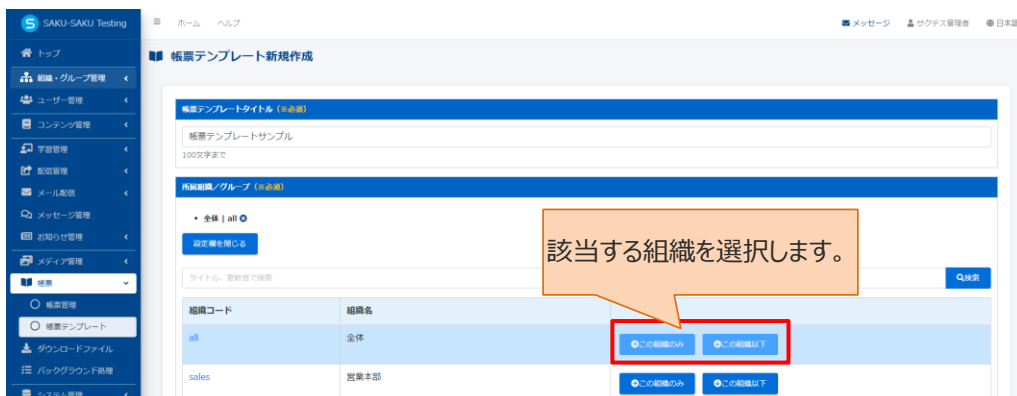 SAKU-SAKU Testing
ホーム ヘルプ
メッセージ サクテス管理者 日本語
トップ
組織・グループ管理
ユーザー管理
コンテンツ管理
学習管理
配信管理
メール配信
メッセージ管理
お知らせ管理
メディア管理
帳票
帳票管理
帳票テンプレート
ダウンロードファイル
バックグラウンド処理
システム管理
帳票テンプレート新規作成
帳票テンプレートタイトル（※必須）
帳票テンプレートサンプル
100文字まで
所属組織／グループ（※必須）
• 全体 | all
設定欄を閉じる
該当する組織を選択します。
タイトル、更新者で検索
検索
組織コード 組織名
all 全体 この組織のみ この組織以下
sales 営業本部 この組織のみ この組織以下